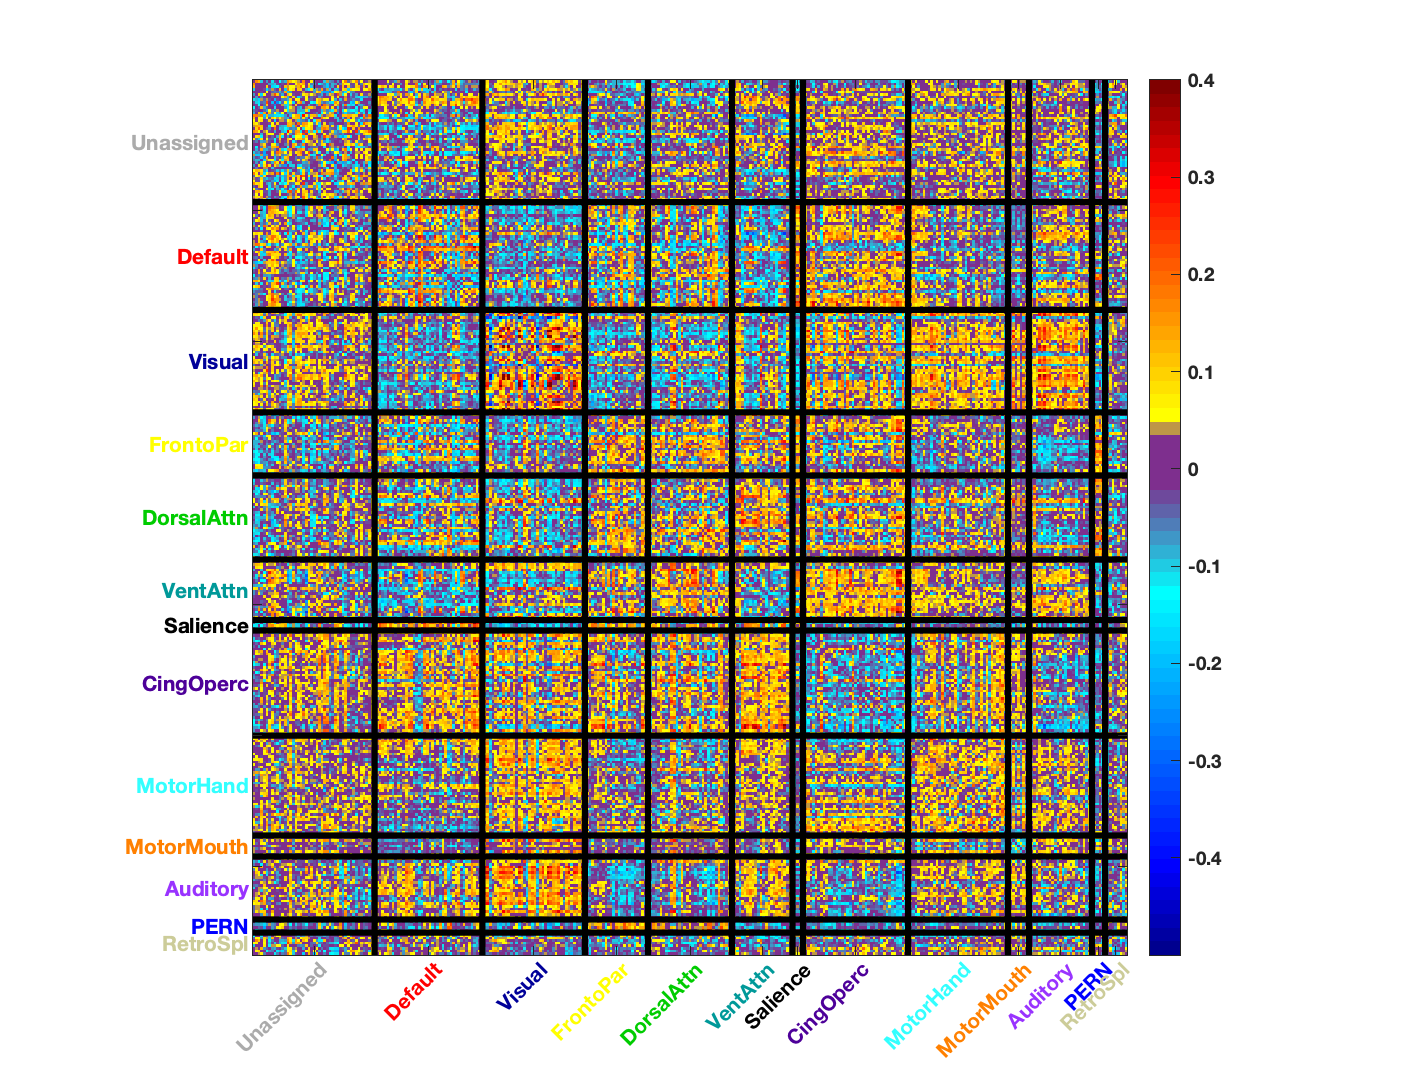 Unassigned
Default
Visual
FrontoPar
DorsalAttn
VentAttn
Salience
CingOperc
MotorHand
MotorMouth
Auditory
PERN
RetroSpl
Unassigned
Default
Visual
FrontoPar
DorsalAttn
VentAttn
Salience
CingOperc
MotorHand
MotorMouth
Auditory
PERN
RetroSpl
0.4
0.3
0.2
0.1
0
-0.1
-0.2
-0.3
-0.4